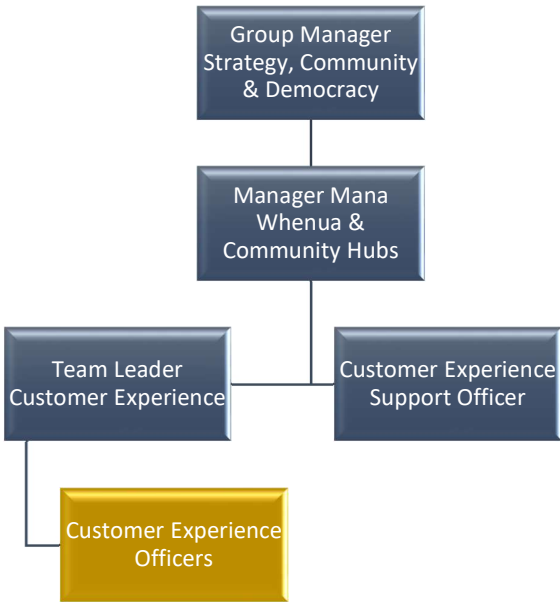 Group Manager
Strategy, Community
& Democracy
Manager Mana
Whenua &
Community Hubs
Team Leader
Customer Experience
Customer Experience
Support Officer
Customer Experience
Officers